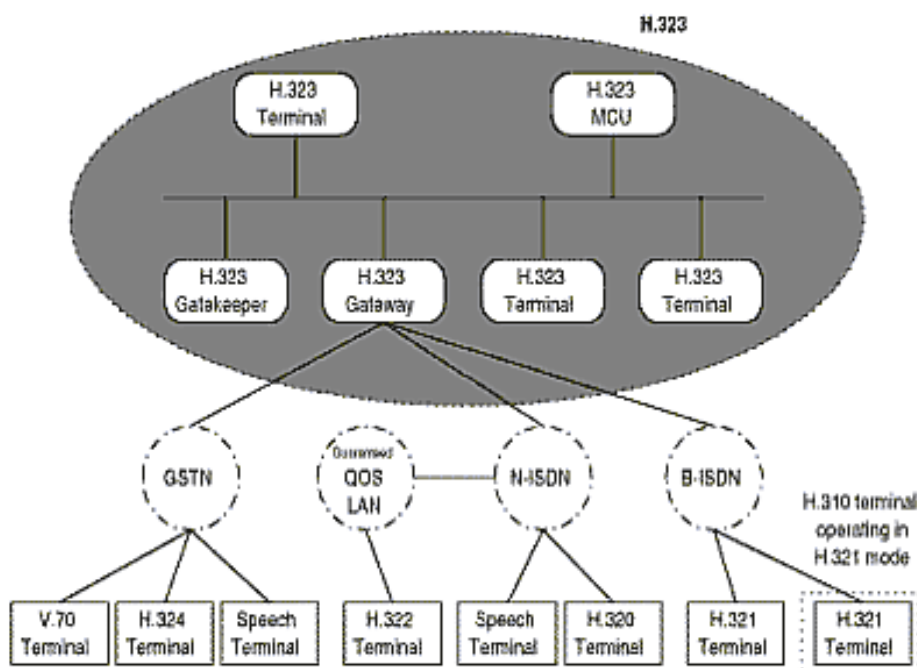 H.323
H.323
Terminal
H.323
MCU
H.323
Gatekeeper
H.323
Gateway
H.323
Terminal
H.323
Terminal
GSTN
Guaranteed
QOS
LAN
N-ISDN
B-ISDN
H.310 terminal
operating in
H.321 mode
V.70
Terminal
H.324
Terminal
Speech
Terminal
H.322
Terminal
Speech
Terminal
H.320
Terminal
H.321
Terminal
H.321
Terminal